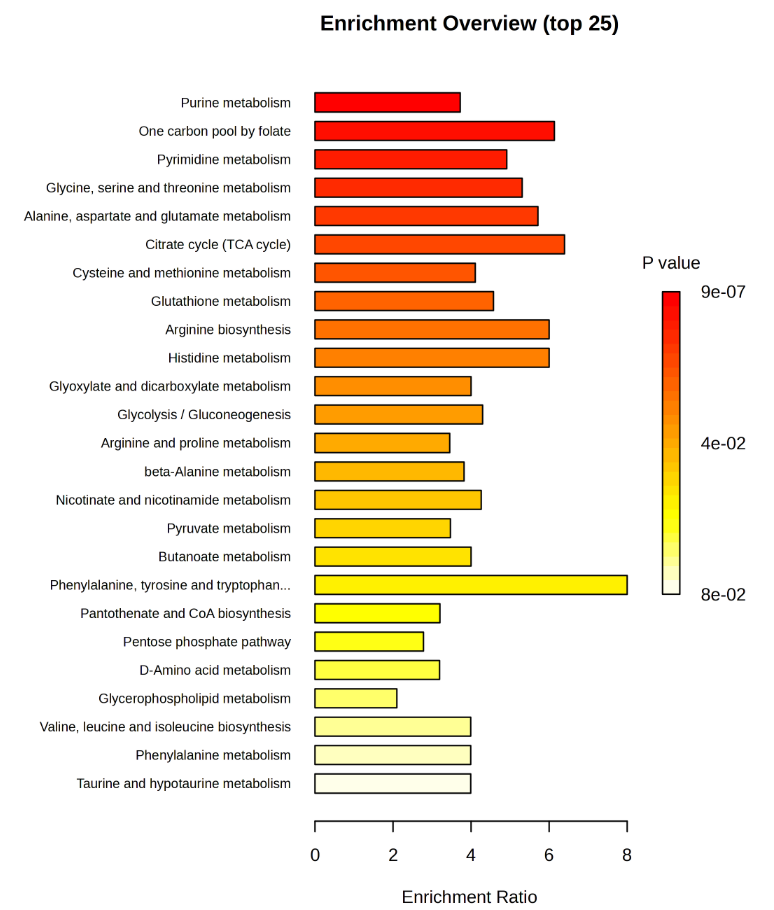 Enrichment Overview (top 25)
Purine metabolism
One carbon pool by folate
Pyrimidine metabolism
Glycine, serine and threonine metabolism
Alanine, aspartate and glutamate metabolism
Citrate cycle (TCA cycle)
Cysteine and methionine metabolism
Glutathione metabolism
Arginine biosynthesis
Histidine metabolism
Glyoxylate and dicarboxylate metabolism
Glycolysis / Gluconeogenesis
Arginine and proline metabolism
beta-Alanine metabolism
Nicotinate and nicotinamide metabolism
Pyruvate metabolism
Butanoate metabolism
Phenylalanine, tyrosine and tryptophan...
Pantothenate and CoA biosynthesis
Pentose phosphate pathway
D-Amino acid metabolism
Glycerophospholipid metabolism
Valine, leucine and isoleucine biosynthesis
Phenylalanine metabolism
Taurine and hypotaurine metabolism
0 2 4 6 8
Enrichment Ratio
P value
9e-07
4e-02
8e-02